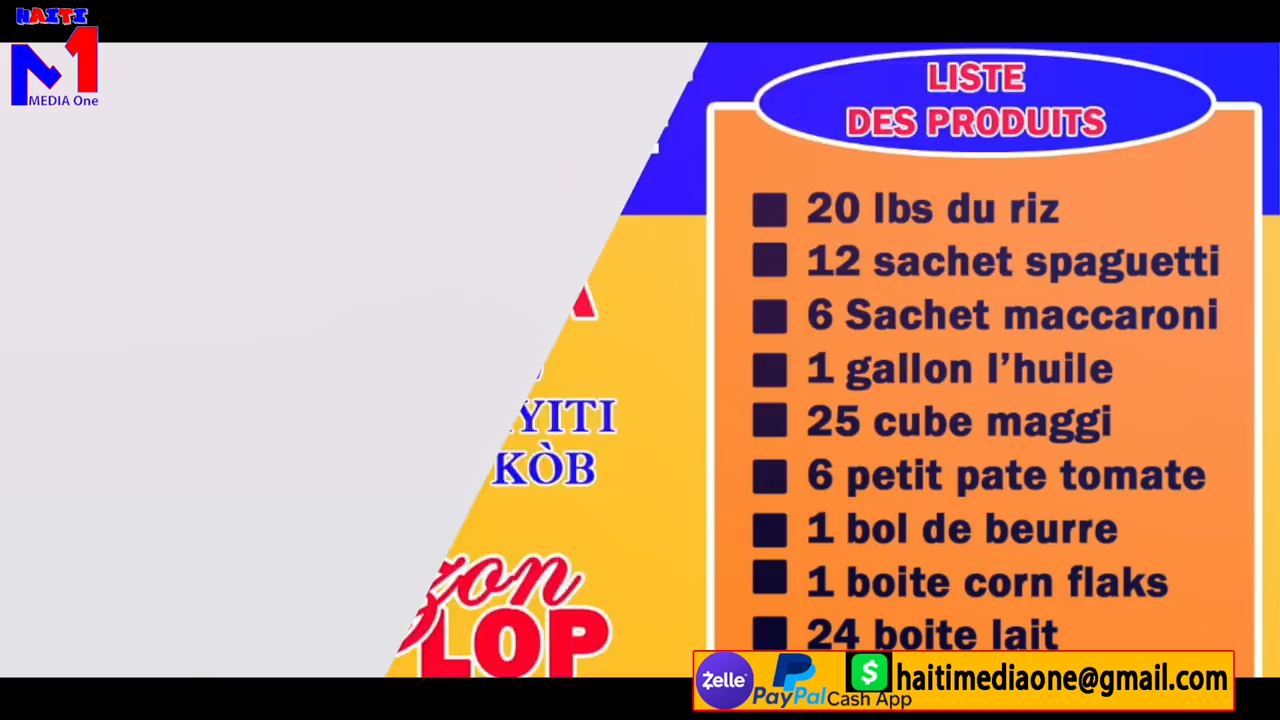 HAITI
M1
MEDIA One
LISTE
DES PRODUITS
20 lbs du riz
12 sachet spaguetti
6 Sachet maccaroni
1 gallon l’huile
25 cube maggi
6 petit pate tomate
1 bol de beurre
1 boite corn flaks
24 boite lait
KÒB
LOP
Zelle
PayPal
$
Cash App
haitimediaone@gmail.com